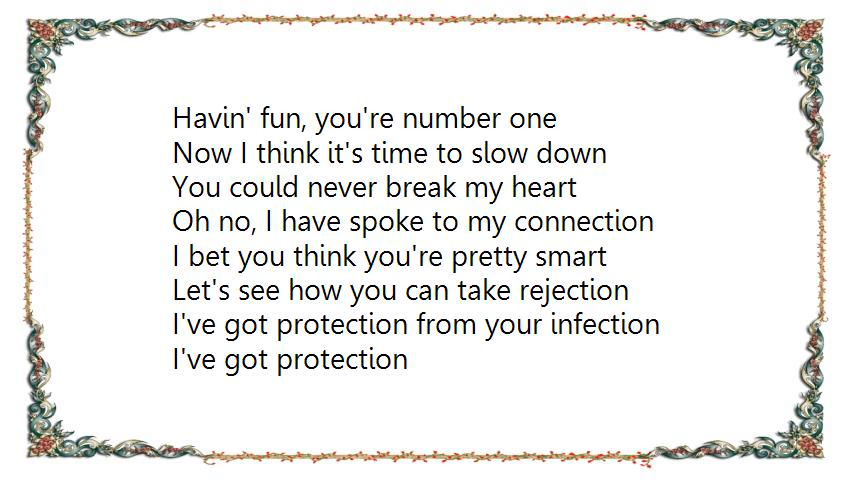 Havin' fun, you're number one
Now I think it's time to slow down
You could never break my heart
Oh no, I have spoke to my connection
I bet you think you're pretty smart
Let's see how you can take rejection
I've got protection from your infection
I've got protection